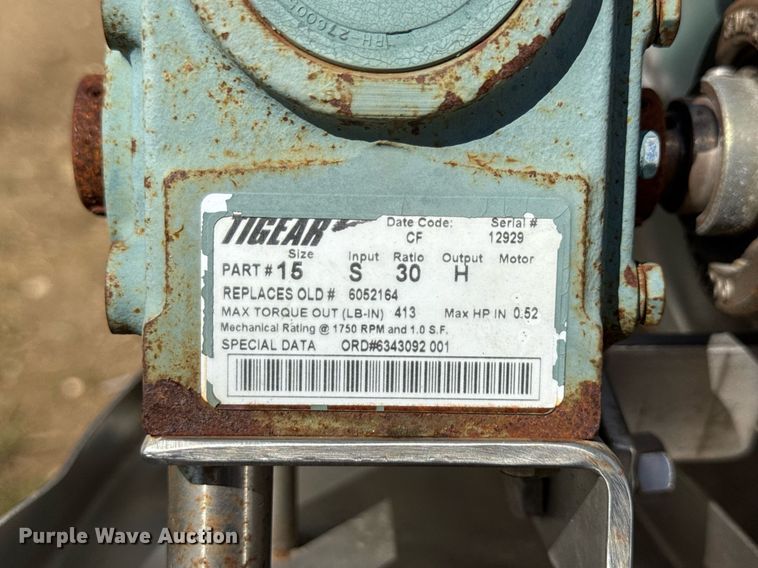 TIGEAR Date Code: Serial #
CF 12929
Size Input Ratio Output Motor
PART # 15 S 30 H
REPLACES OLD # 6052164
MAX TORQUE OUT (LB-IN) 413 Max HP IN 0.52
Mechanical Rating @ 1750 RPM and 1.0 S.F.
SPECIAL DATA ORD#6343092 001
Purple Wave Auction